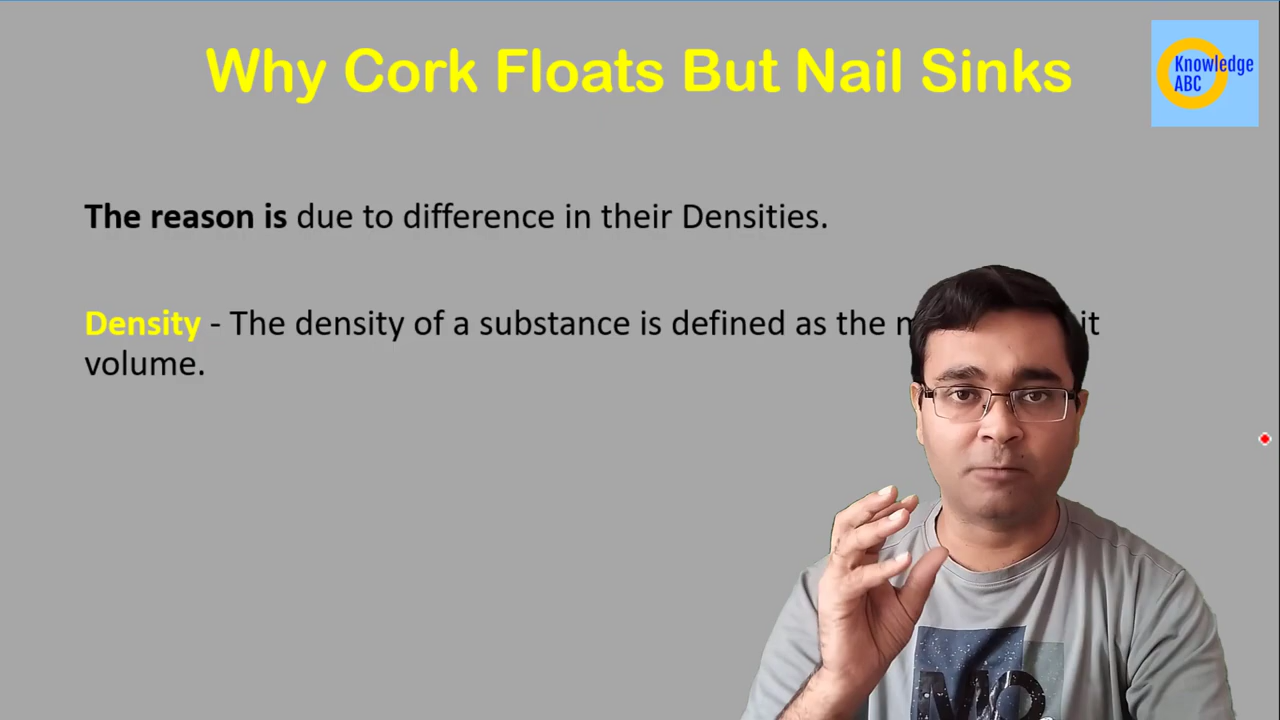 Why Cork Floats But Nail Sinks
Knowledge
ABC
The reason is due to difference in their Densities.
Density - The density of a substance is defined as the
volume.